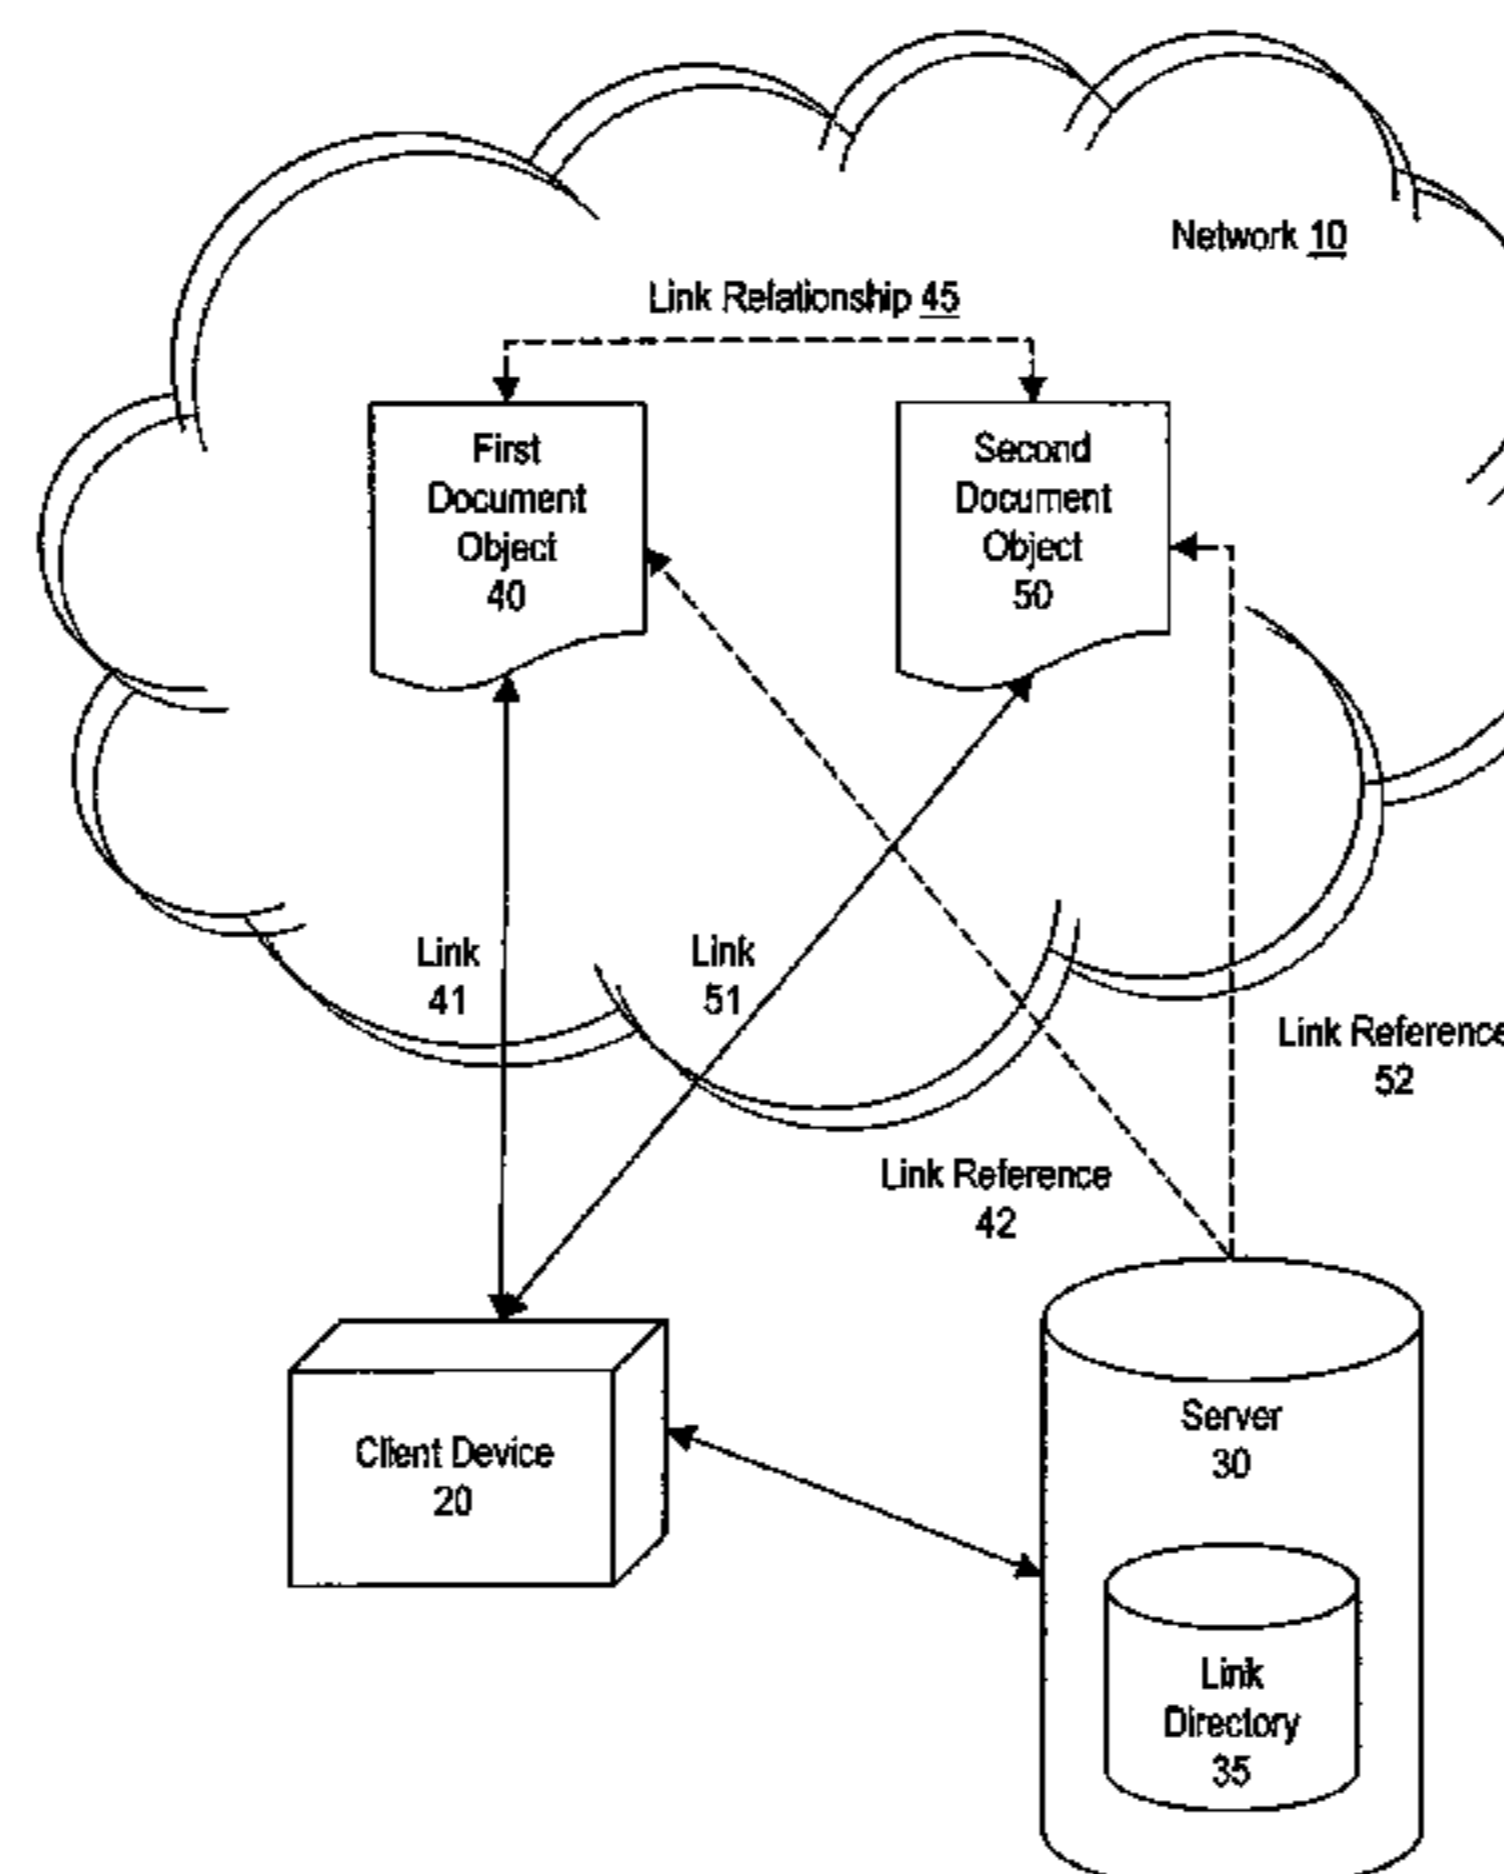 Network 10
Link Relationship 45
First
Document
Object
40
Second
Document
Object
50
Link
41
Link
51
Link Reference
52
Link Reference
42
Client Device
20
Server
30
Link
Directory
35